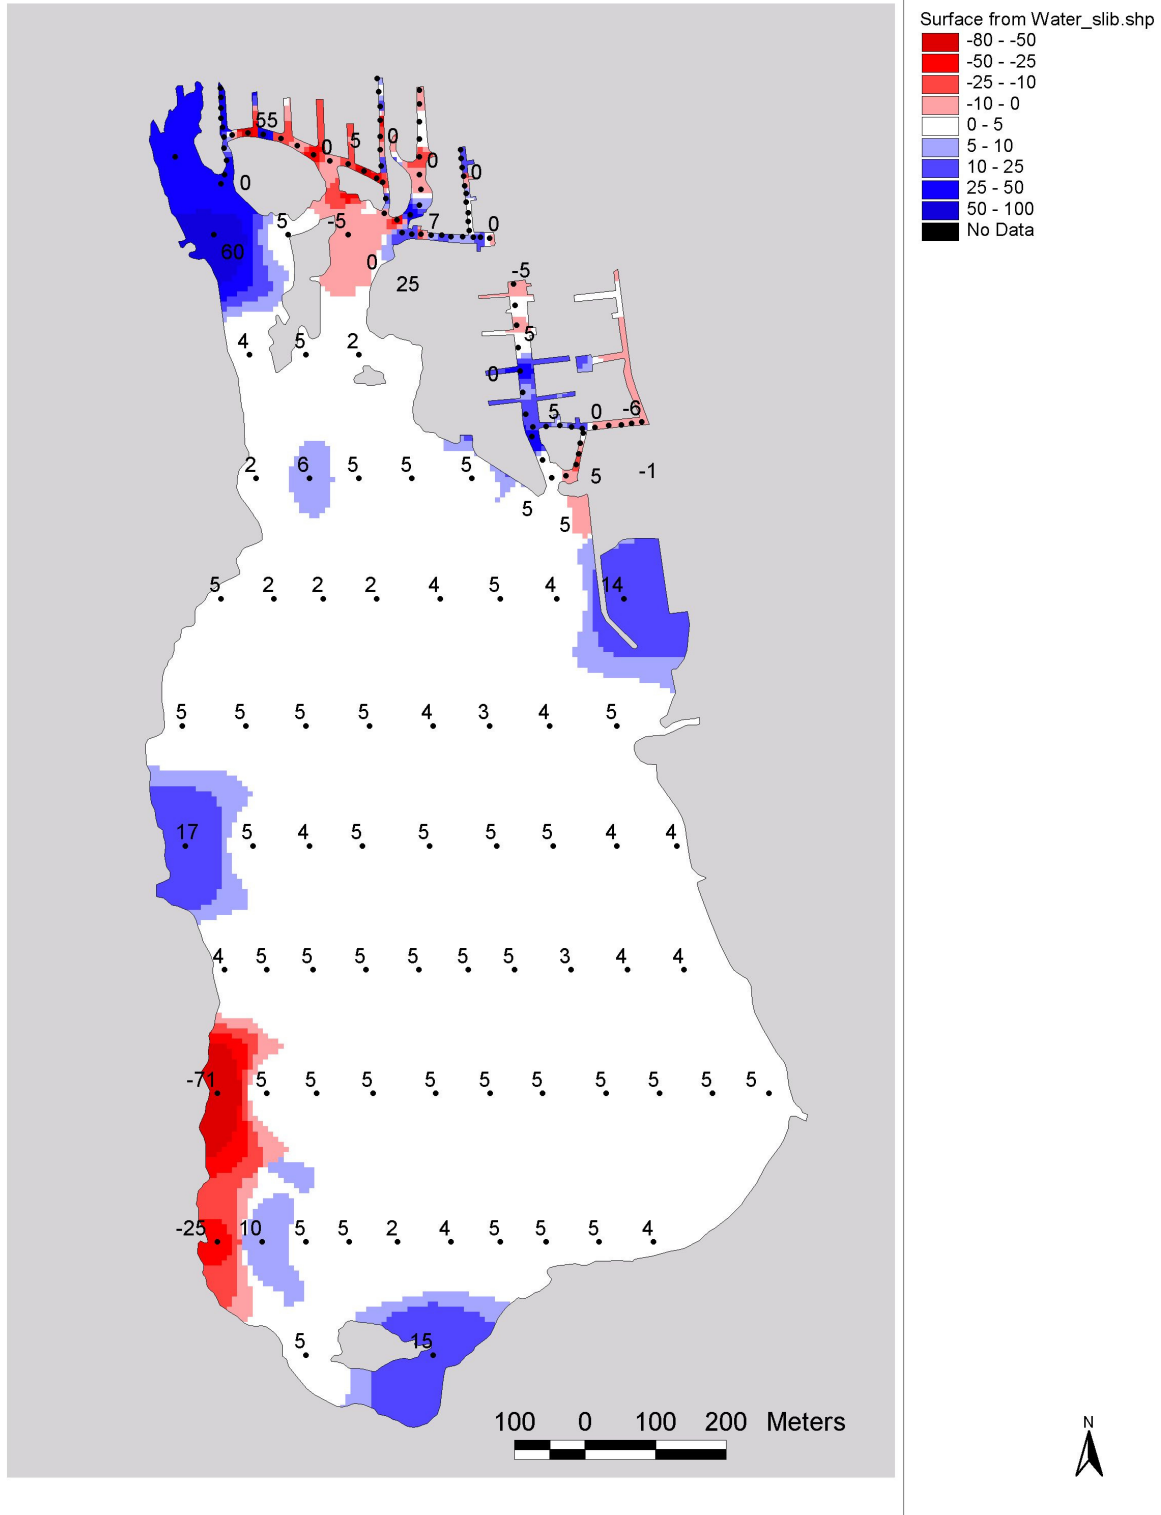 Surface from Water_slib.shp
-80 - -50
-50 - -25
-25 - -10
-10 - 0
0 - 5
5 - 10
10 - 25
25 - 50
50 - 100
No Data
55
0 5 0
0 0
0
5 -5 7 0
60 0
25
-5
4 5 2 5
0
5 0 -6
2 6 5 5 5 5 -1
5
5
5 2 2 2 4 5 4 14
5 5 5 5 4 3 4 5
17 5 4 5 5 5 5 4 4
4 5 5 5 5 5 5 3 4 4
-71 5 5 5 5 5 5 5 5 5 5
-25 10 5 5 2 4 5 5 5 4
5 15
100 0 100 200 Meters
N